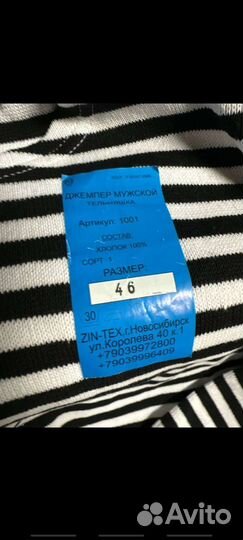 ДЖЕМПЕР МУЖСКОЙ
ТЕЛЬНЯШКА
Артикул: 1001
СОСТАВ:
ХЛОПОК 100%
СОРТ 1
РАЗМЕР:
46
30
ZIN-TEX.г.Новосибирск
ул.Королева 40 к.1
+79039972800
+79039996409
Avito